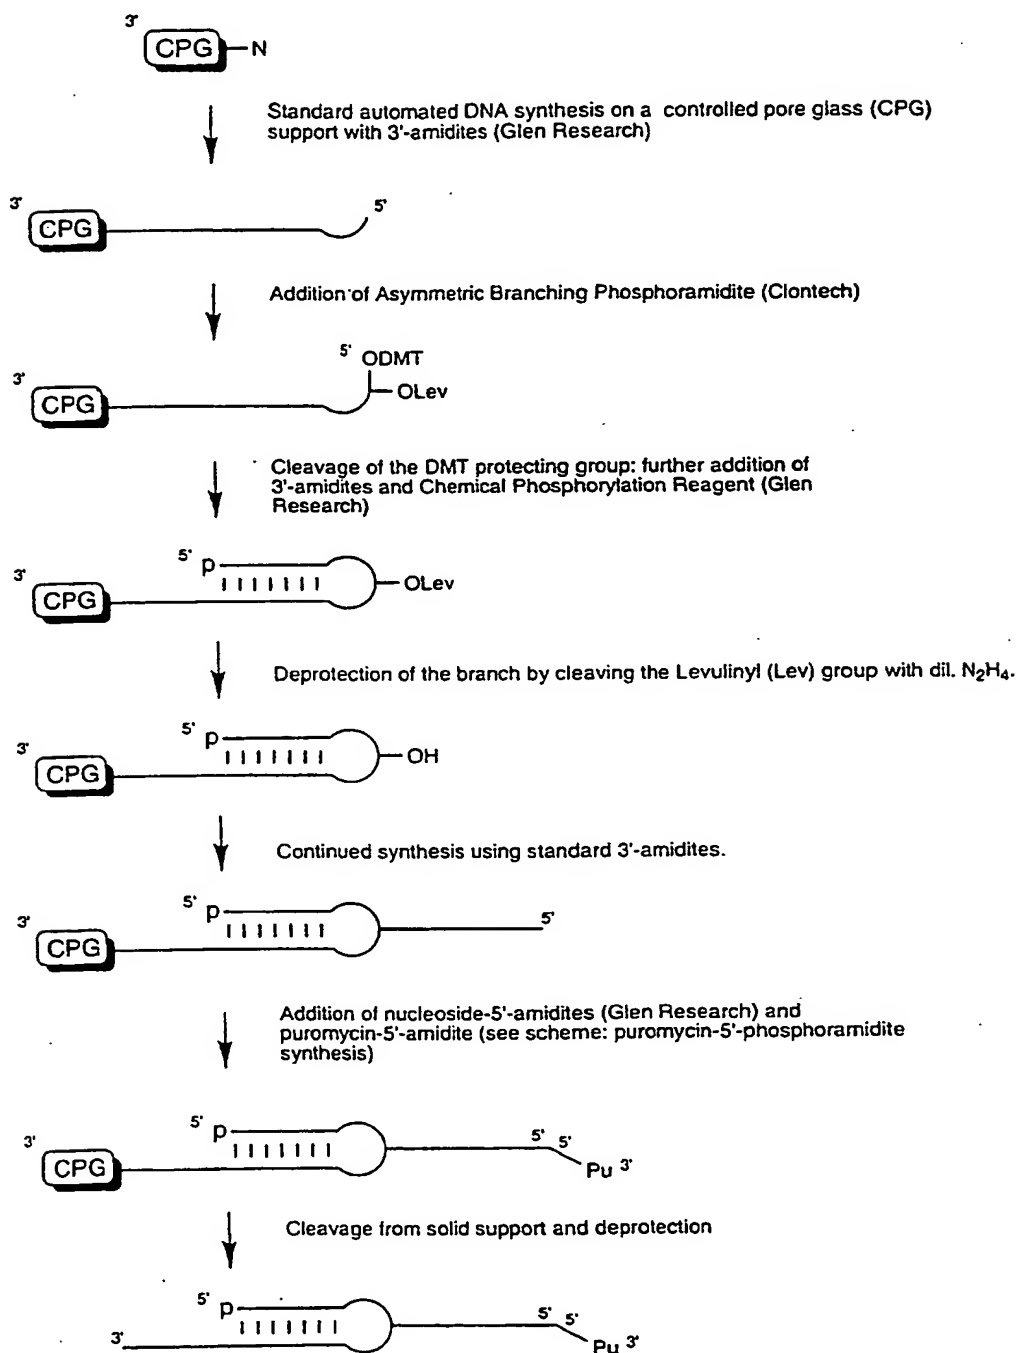 3'
CPG N
Standard automated DNA synthesis on a controlled pore glass (CPG)
support with 3'-amidites (Glen Research)
3'
5'
CPG
Addition of Asymmetric Branching Phosphoramidite (Clontech)
5' ODMT
3'
OLev
CPG
Cleavage of the DMT protecting group: further addition of
3'-amidites and Chemical Phosphorylation Reagent (Glen
Research)
5' p
3'
OLev
CPG
Deprotection of the branch by cleaving the Levulinyl (Lev) group with dil. N₂H₄.
5' p
3'
OH
CPG
Continued synthesis using standard 3'-amidites.
5' p
3'
5'
CPG
Addition of nucleoside-5'-amidites (Glen Research) and
puromycin-5'-amidite (see scheme: puromycin-5'-phosphoramidite
synthesis)
5' p
3'
5' 5'
CPG
Pu 3'
Cleavage from solid support and deprotection
5' p
5' 5'
3'
Pu 3'